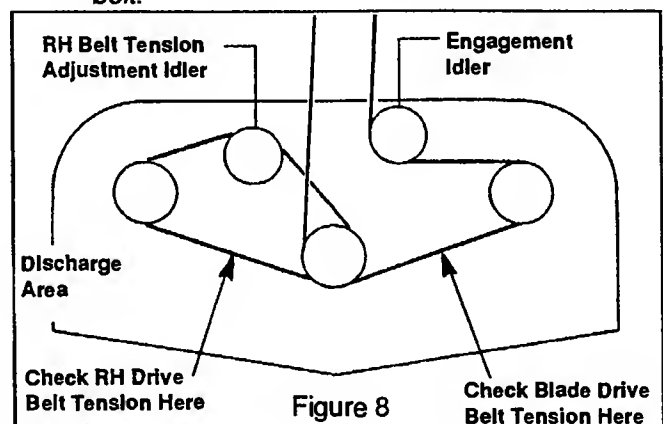 RH Belt Tension
Adjustment Idler
Engagement
Idler
Discharge
Area
Check RH Drive
Belt Tension Here
Figure 8
Check Blade Drive
Belt Tension Here